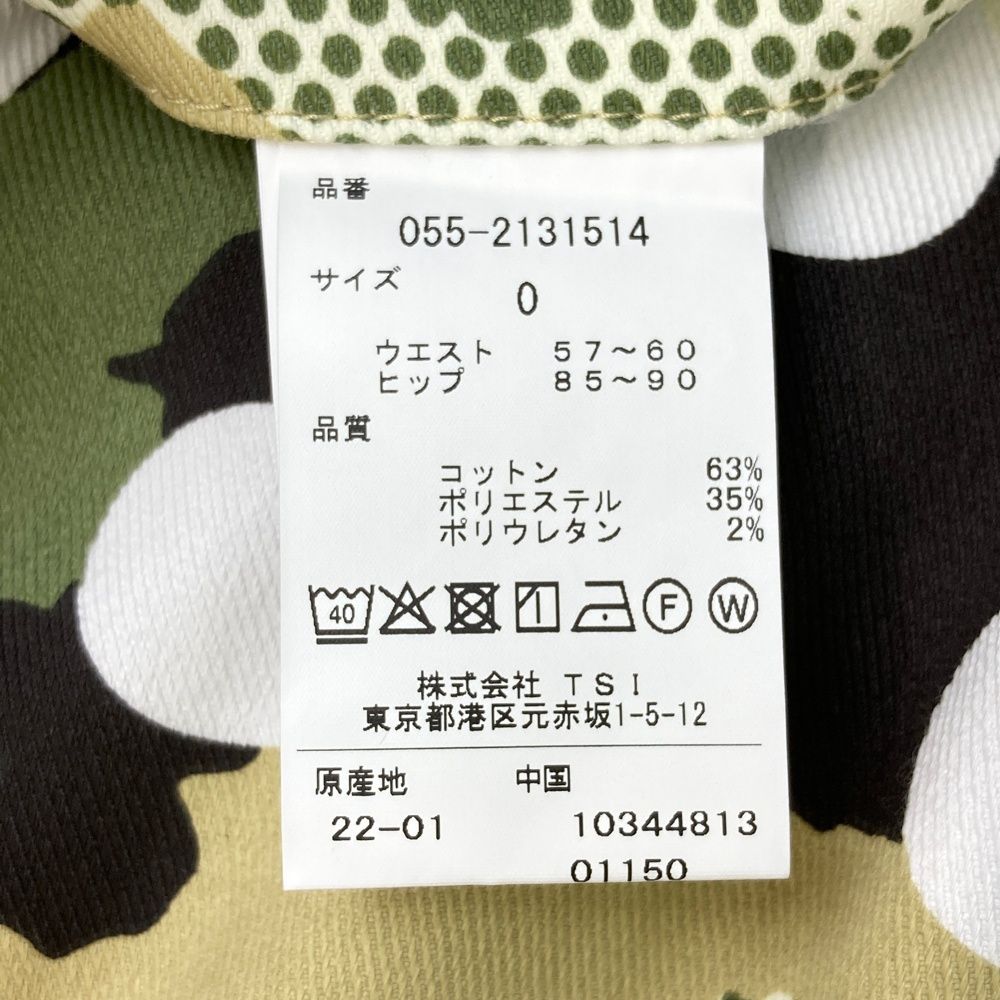 品番
055-2131514
サイズ
0
ウエスト 57～60
ヒップ 85～90
品質
コットン 63%
ポリエステル 35%
ポリウレタン 2%
40 F W
株式会社 TSI
東京都港区元赤坂1-5-12
原産地 中国
22-01 10344813
01150